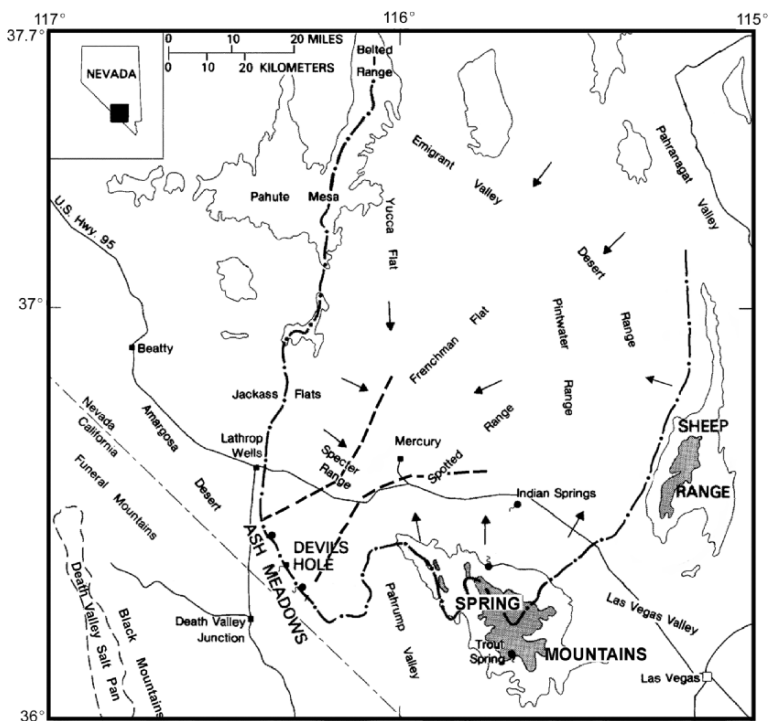 117°
116°
115°
37.7°
0 10 20 MILES
0 10 20 KILOMETERS
NEVADA
Belted
Range
Emigrant Valley
Pahranagat Valley
Pahute Mesa
Yucca Flat
U.S. Hwy. 95
Desert Range
37°
Pintwater Range
Frenchman Flat
Beatty
Jackass Flats
Nevada
California
Amargosa Desert
Lathrop
Wells
Specter
Range
Mercury
Spotted Range
SHEEP
RANGE
Funeral Mountains
Indian Springs
ASH MEADOWS
DEVILS
HOLE
Death Valley
Salt Pan
Black Mountains
Death Valley
Junction
Pahrump
Valley
SPRING
MOUNTAINS
Trout
Spring
Las Vegas Valley
Las Vegas
36°